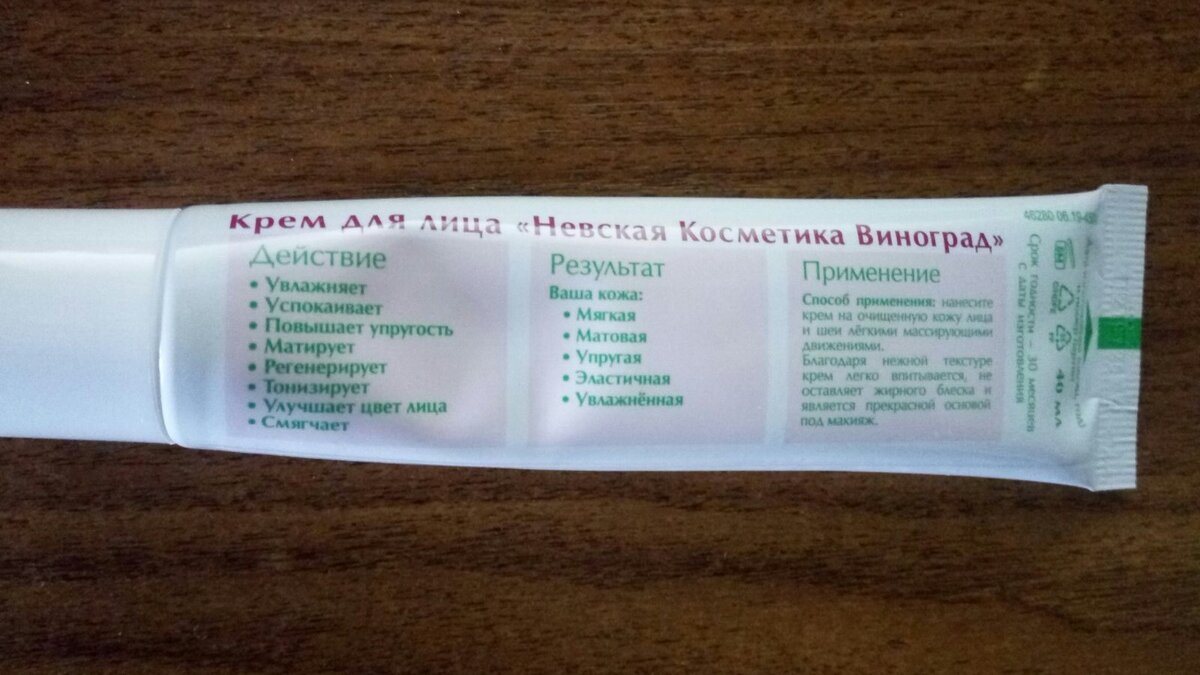 Крем для лица «Невская Косметика Виноград»
Действие
• Увлажняет
• Успокаивает
• Повышает упругость
• Матирует
• Регенерирует
• Тонизирует
• Улучшает цвет лица
• Смягчает
Результат
Ваша кожа:
• Мягкая
• Матовая
• Упругая
• Эластичная
• Увлажнённая
Применение
Способ применения: нанесите
крем на очищенную кожу лица
и шеи лёгкими массирующими
движениями.
Благодаря нежной текстуре
крем легко впитывается, не
оставляет жирного блеска и
является прекрасной основой
под макияж.
46280 06.19
Срок годности – 30 месяцев
с даты изготовления
40 мл